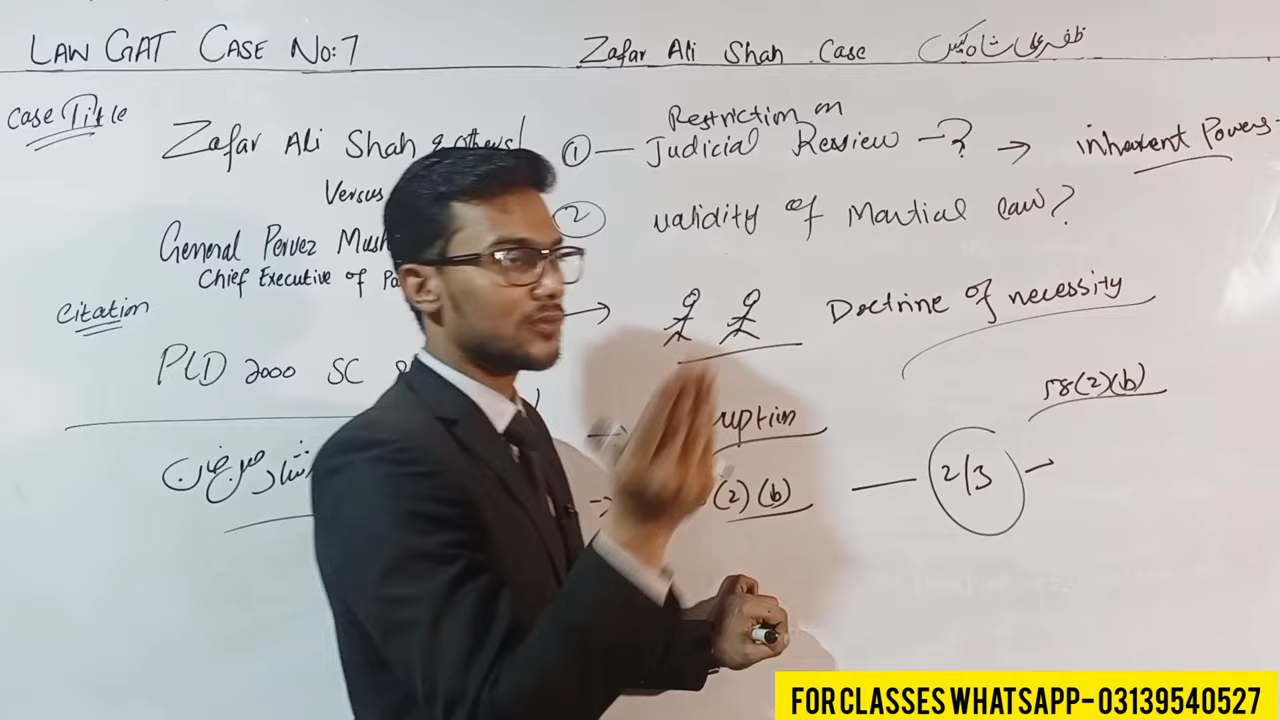 LAW GAT CASE NO:7
Zafar Ali Shah Case ظفر علی شاہ کیس
Case Title
Zafar Ali Shah & others
Versus
General Pervez Mush
Chief Executive of Pa
Citation
PLD 2000 SC
① — Restriction on
Judicial Review —? → inherent Powers
② validity of Martial law?
→ Doctrine of necessity
uption
58(2)(b)
(2)(b) — 2/3 —
FOR CLASSES WHATSAPP-03139540527